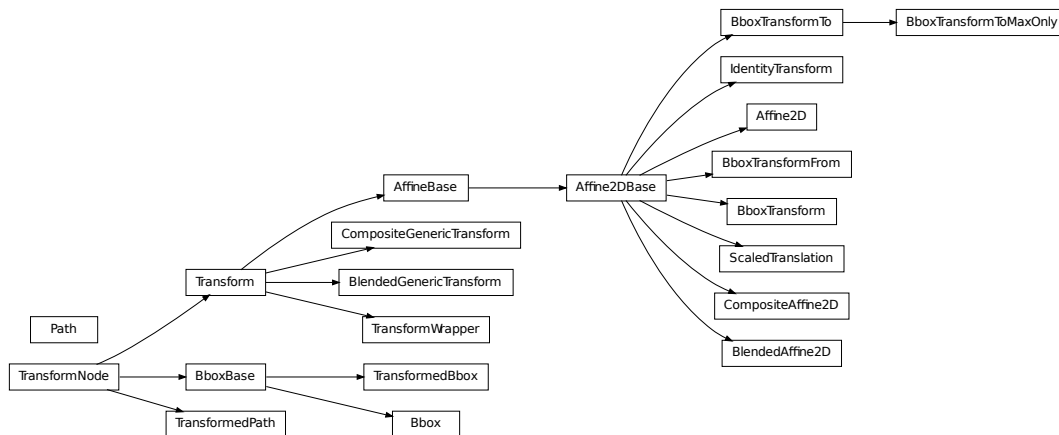 BboxTransformTo
BboxTransformToMaxOnly
IdentityTransform
Affine2D
BboxTransformFrom
AffineBase
Affine2DBase
BboxTransform
CompositeGenericTransform
ScaledTranslation
Transform
BlendedGenericTransform
CompositeAffine2D
Path
TransformWrapper
BlendedAffine2D
TransformNode
BboxBase
TransformedBbox
TransformedPath
Bbox